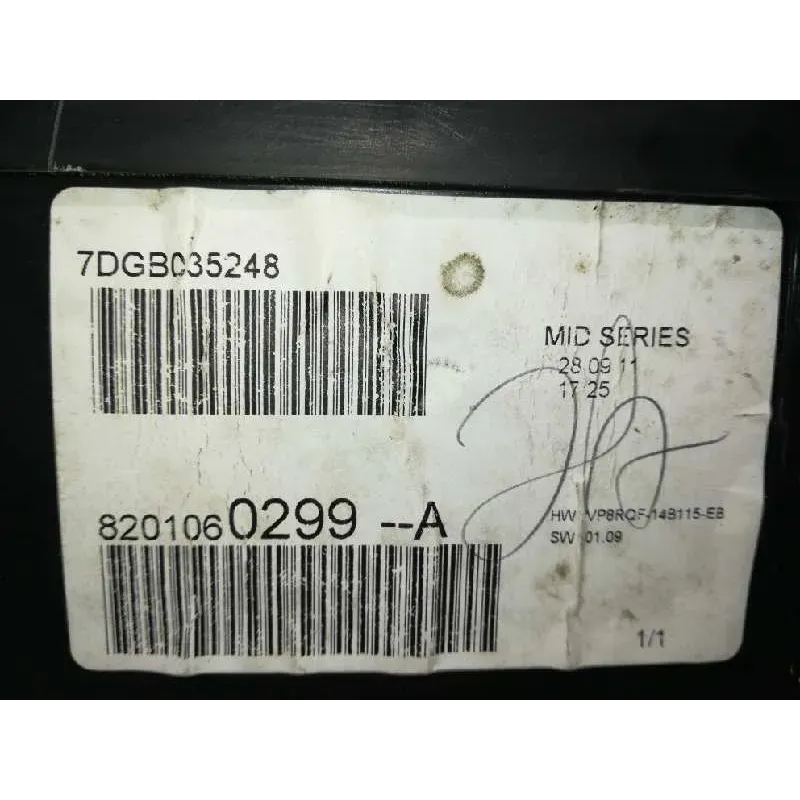 7DGB035248
MID SERIES
28 09 11
17 25
8201060299 --A
HW VP8RQF-14B115-EB
SW 01.09
1/1